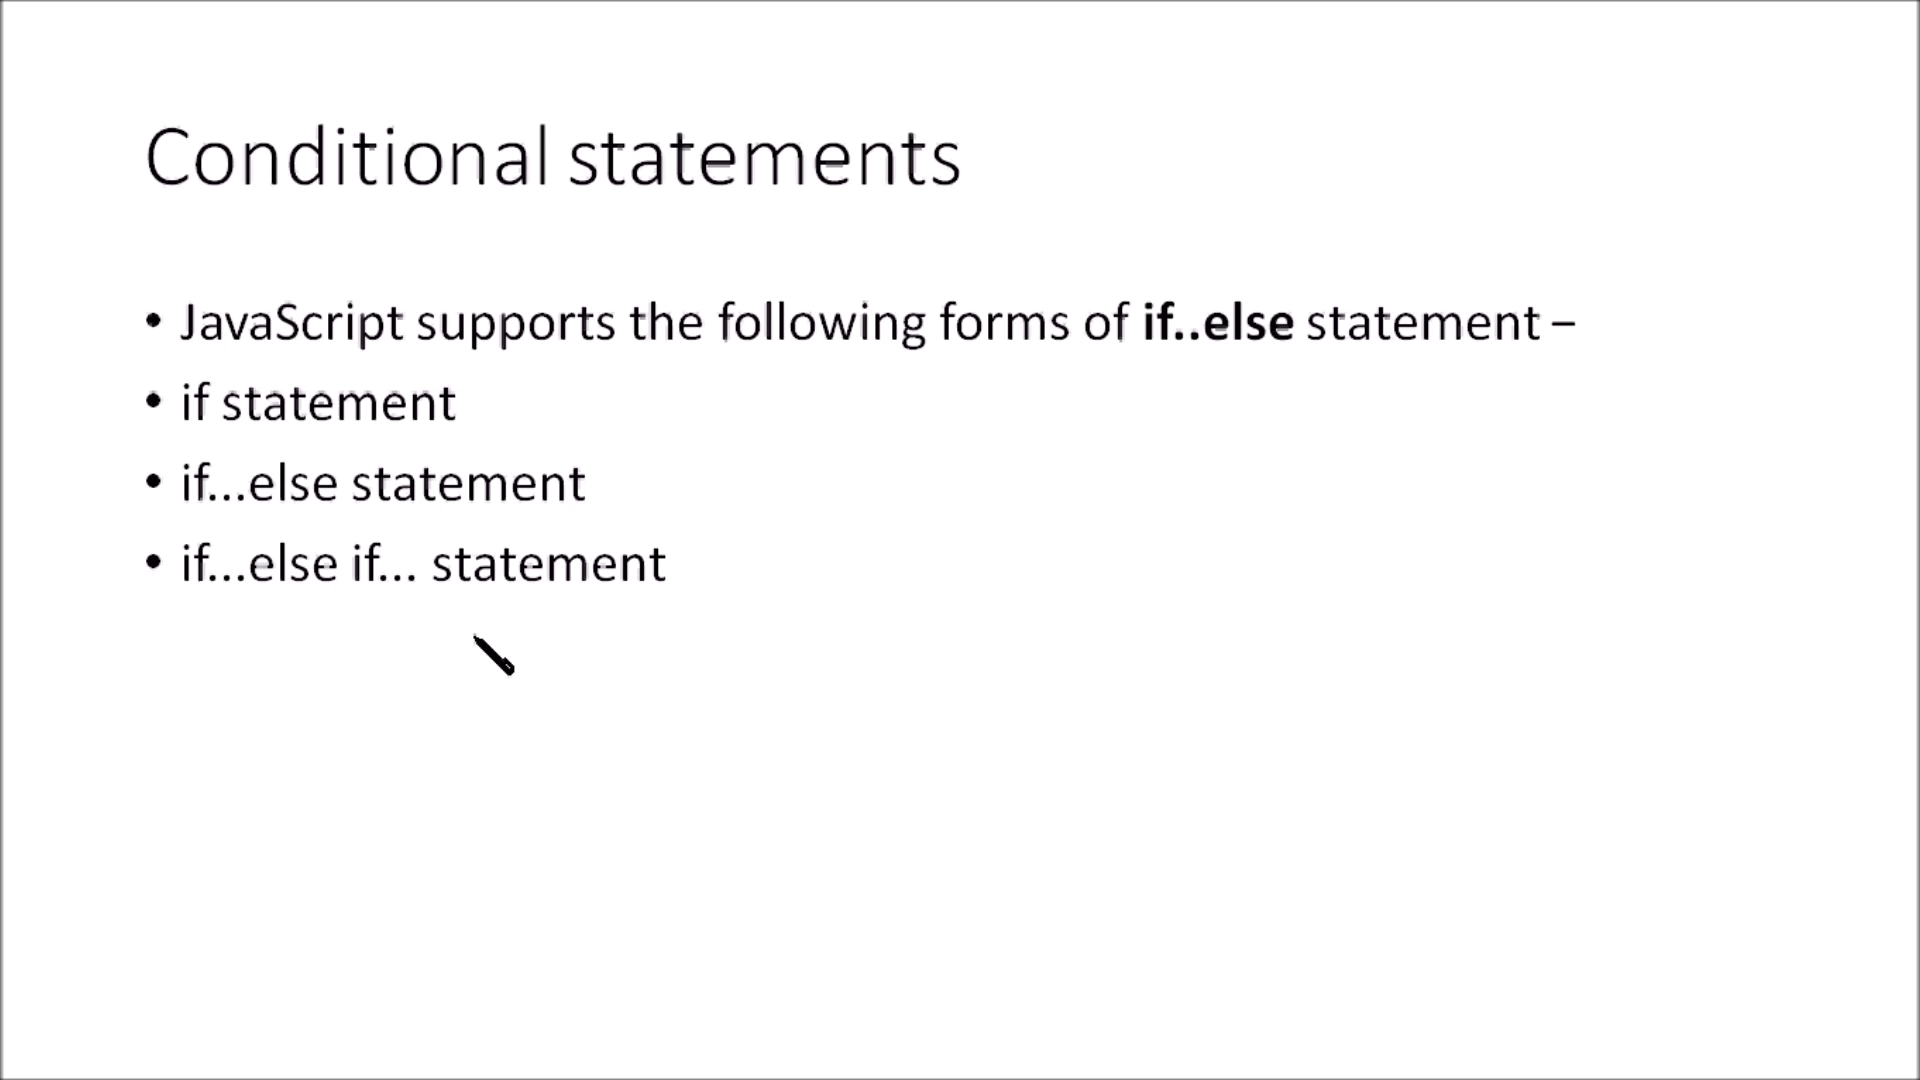 Conditional statements
• JavaScript supports the following forms of if..else statement –
• if statement
• if...else statement
• if...else if... statement